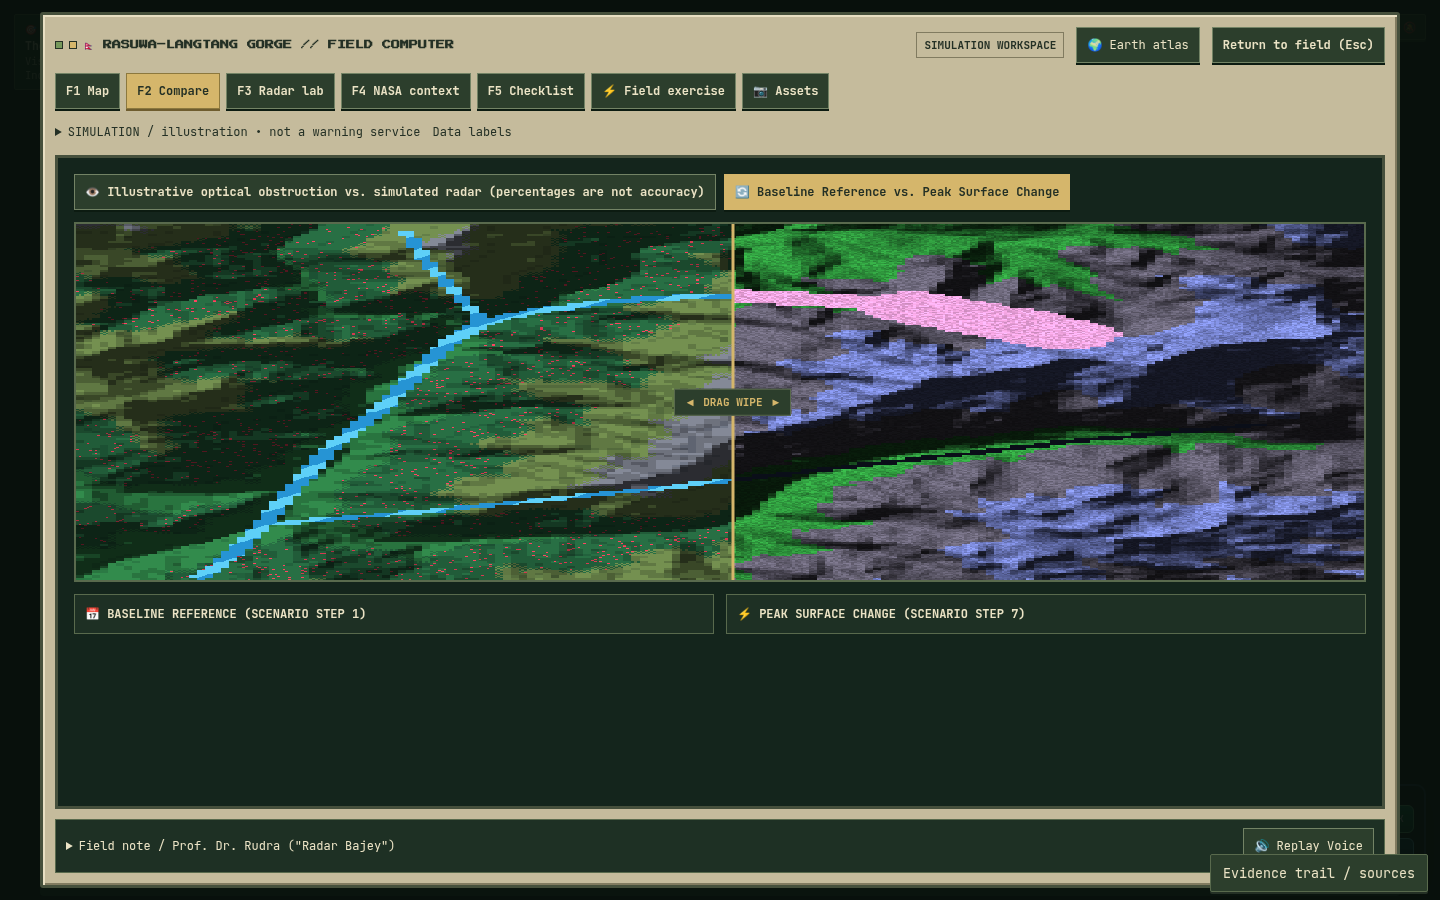 RASUWA-LANGTANG GORGE // FIELD COMPUTER
SIMULATION WORKSPACE
Earth atlas
Return to field (Esc)
F1 Map
F2 Compare
F3 Radar lab
F4 NASA context
F5 Checklist
Field exercise
Assets
SIMULATION / illustration • not a warning service Data labels
Illustrative optical obstruction vs. simulated radar (percentages are not accuracy)
Baseline Reference vs. Peak Surface Change
◄ DRAG WIPE ►
BASELINE REFERENCE (SCENARIO STEP 1)
PEAK SURFACE CHANGE (SCENARIO STEP 7)
Field note / Prof. Dr. Rudra ("Radar Bajey")
Replay Voice
Evidence trail / sources